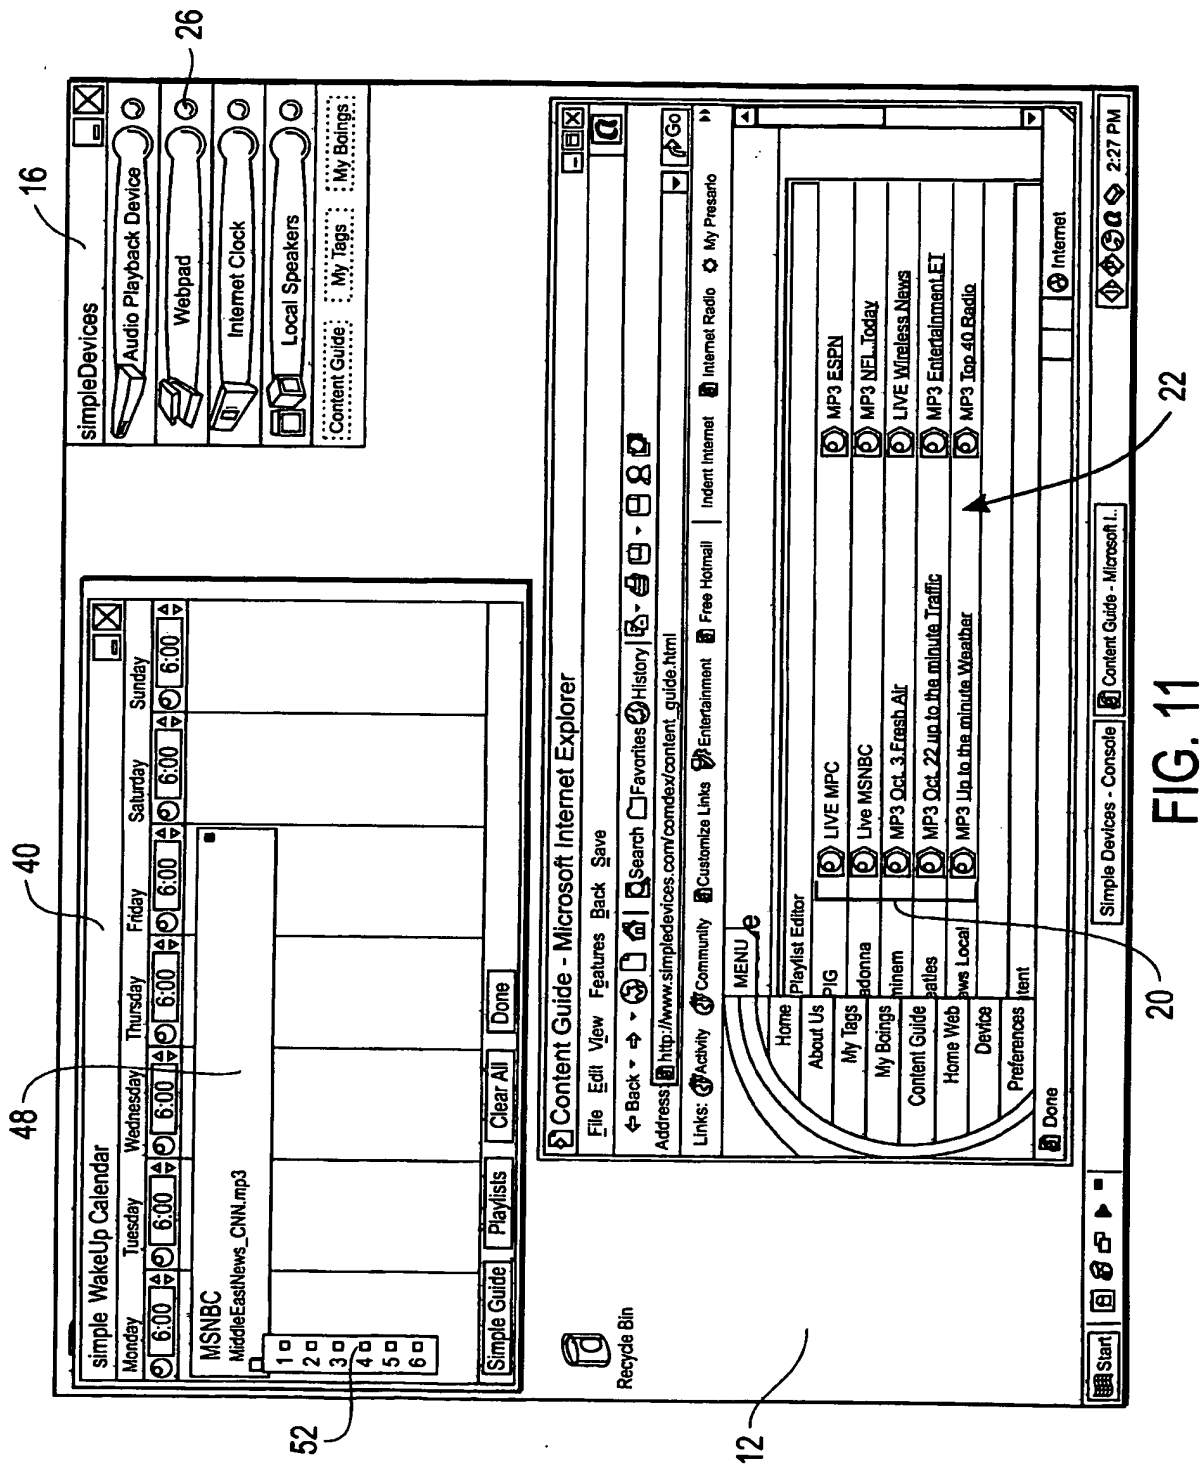 16
26
40
48
52
12
20
22
simpleDevices
Audio Playback Device
Webpad
Internet Clock
Local Speakers
Content Guide My Tags My Boings
simple WakeUp Calendar
Monday Tuesday Wednesday Thursday Friday Saturday Sunday
6:00 6:00 6:00 6:00 6:00 6:00 6:00
MSNBC
MiddleEastNews_CNN.mp3
1
2
3
4
5
6
Simple Guide Playlists Clear All Done
Recycle Bin
Content Guide - Microsoft Internet Explorer
File Edit View Features Back Save
Back Search Favorites History
Address: http://www.simpledevices.com/comdex/content_guide.html Go
Links: Activity Community Customize Links Entertainment Free Hotmail Indent Internet Internet Radio My Presario
MENU e
Home
About Us
My Tags
My Boings
Content Guide
Home Web
Device
Preferences
Playlist Editor
PIG
adonna
minem
eatles
aws Local
tent
LIVE MPC MP3 ESPN
Live MSNBC MP3 NFL.Today
MP3 Oct. 3 Fresh Air LIVE Wireless News
MP3 Oct. 22 up to the minute Traffic MP3 Entertainment.ET
MP3 Up to the minute Weather MP3 Top 40 Radio
Done Internet
Start Simple Devices - Console Content Guide - Microsoft I.. 2:27 PM
FIG. 11